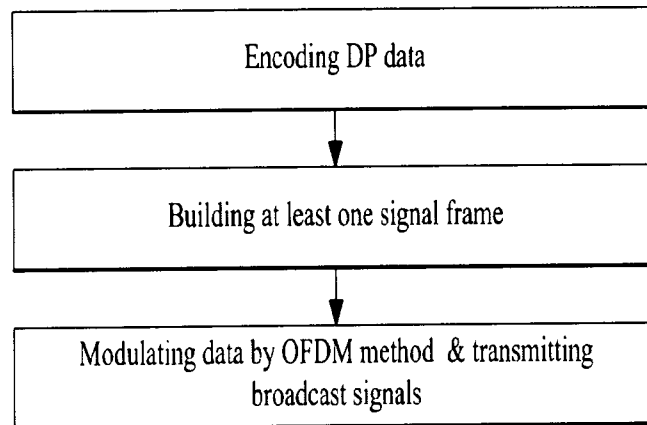 Encoding DP data
Building at least one signal frame
Modulating data by OFDM method & transmitting
broadcast signals